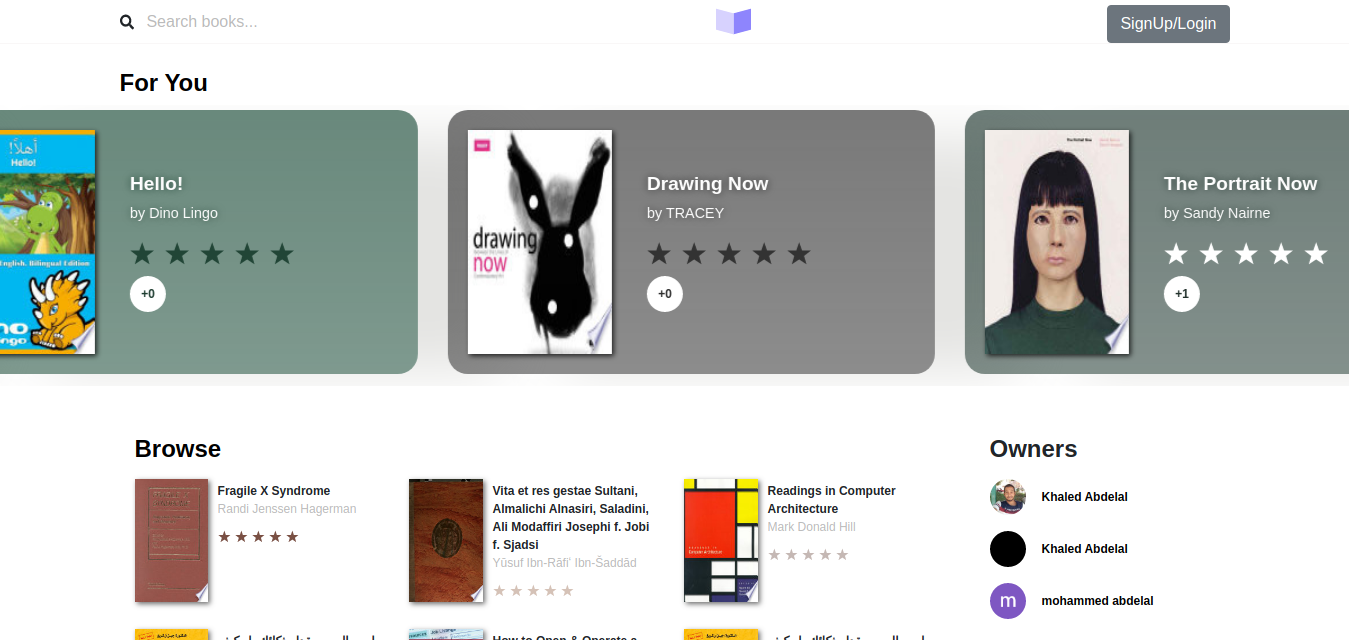 Search books...
SignUp/Login
For You
أهلاً!
Hello!
English. Bilingual Edition
Hello!
by Dino Lingo
+0
drawing
now
Drawing Now
by TRACEY
+0
The Portrait Now
The Portrait Now
by Sandy Nairne
+1
Browse
Owners
Fragile X Syndrome
Randi Jenssen Hagerman
Vita et res gestae Sultani,
Almalichi Alnasiri, Saladini,
Ali Modaffiri Josephi f. Jobi
f. Sjadsi
Yūsuf Ibn-Rāfiʿ Ibn-Šaddād
Readings in Computer
Architecture
Mark Donald Hill
Khaled Abdelal
Khaled Abdelal
m
mohammed abdelal
How to Open & Operate a